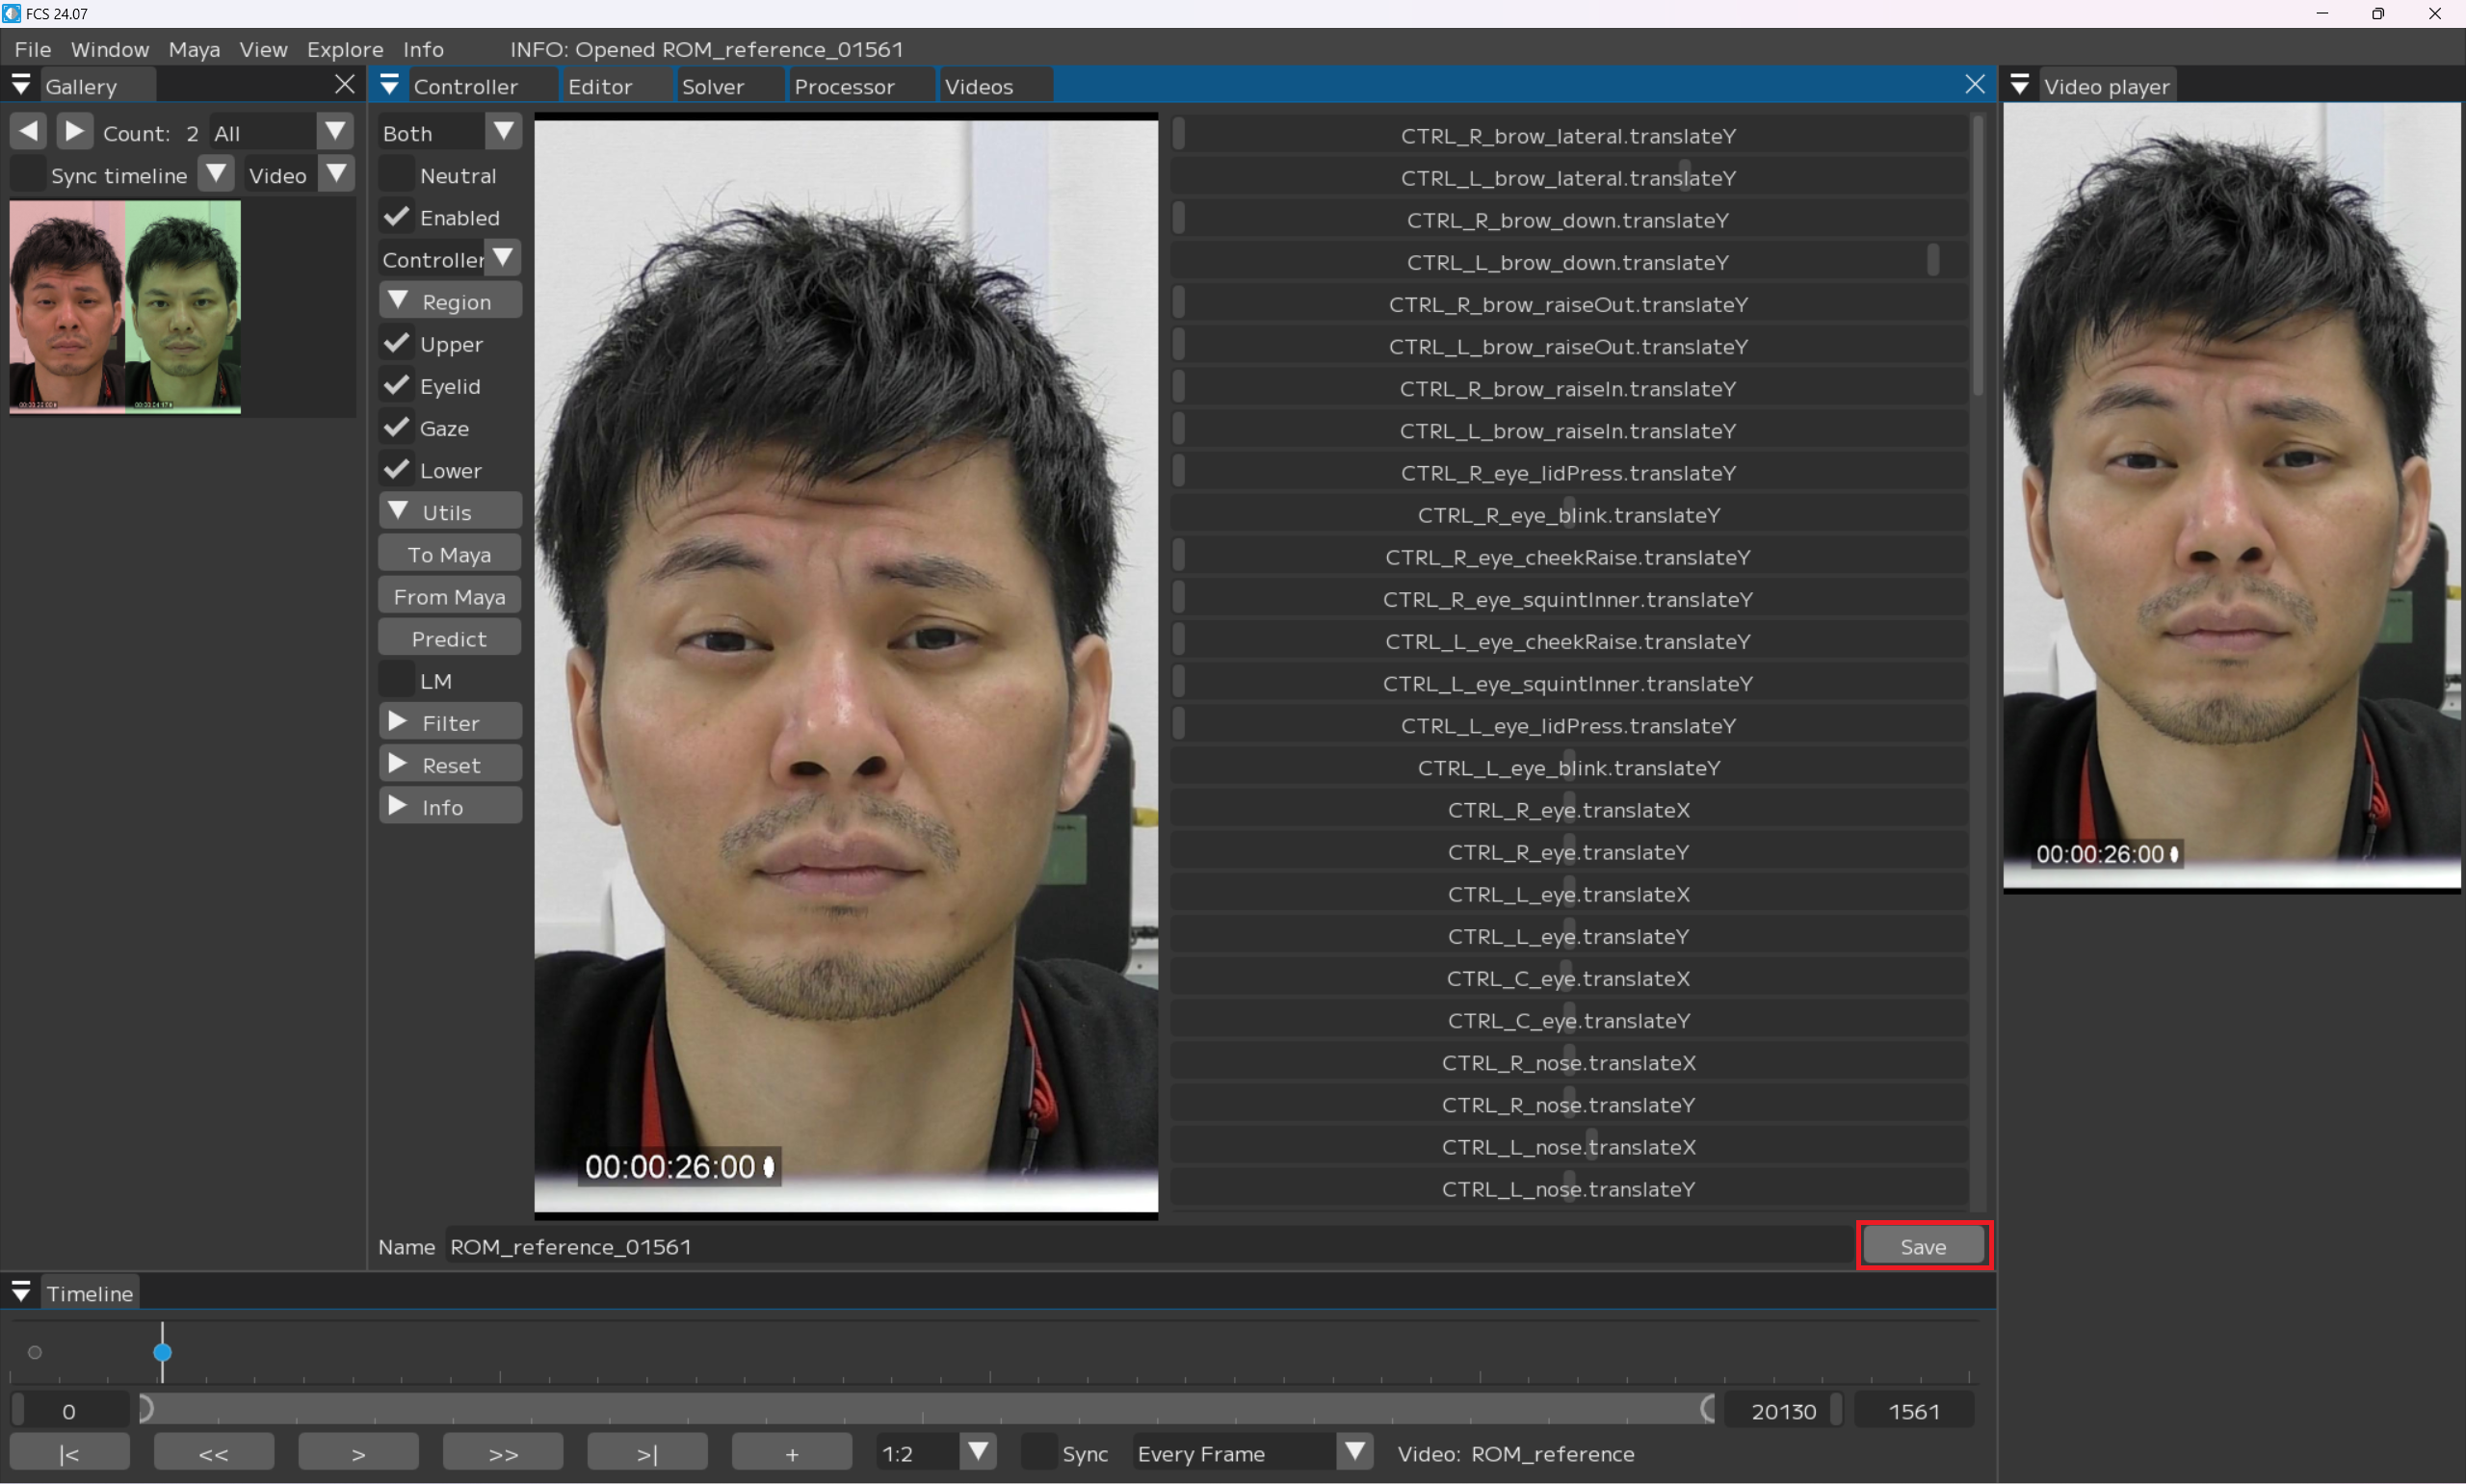 FCS 24.07
File Window Maya View Explore Info INFO: Opened ROM_reference_01561
Gallery
Count: 2 All
Sync timeline Video
Controller Editor Solver Processor Videos
Both
Neutral
Enabled
Controller
Region
Upper
Eyelid
Gaze
Lower
Utils
To Maya
From Maya
Predict
LM
Filter
Reset
Info
00:00:26:00
CTRL_R_brow_lateral.translateY
CTRL_L_brow_lateral.translateY
CTRL_R_brow_down.translateY
CTRL_L_brow_down.translateY
CTRL_R_brow_raiseOut.translateY
CTRL_L_brow_raiseOut.translateY
CTRL_R_brow_raiseIn.translateY
CTRL_L_brow_raiseIn.translateY
CTRL_R_eye_lidPress.translateY
CTRL_R_eye_blink.translateY
CTRL_R_eye_cheekRaise.translateY
CTRL_R_eye_squintInner.translateY
CTRL_L_eye_cheekRaise.translateY
CTRL_L_eye_squintInner.translateY
CTRL_L_eye_lidPress.translateY
CTRL_L_eye_blink.translateY
CTRL_R_eye.translateX
CTRL_R_eye.translateY
CTRL_L_eye.translateX
CTRL_L_eye.translateY
CTRL_C_eye.translateX
CTRL_C_eye.translateY
CTRL_R_nose.translateX
CTRL_R_nose.translateY
CTRL_L_nose.translateX
CTRL_L_nose.translateY
Name ROM_reference_01561 Save
Video player
00:00:26:00
Timeline
0 20130 1561
|< << > >> >| + 1:2 Sync Every Frame Video: ROM_reference